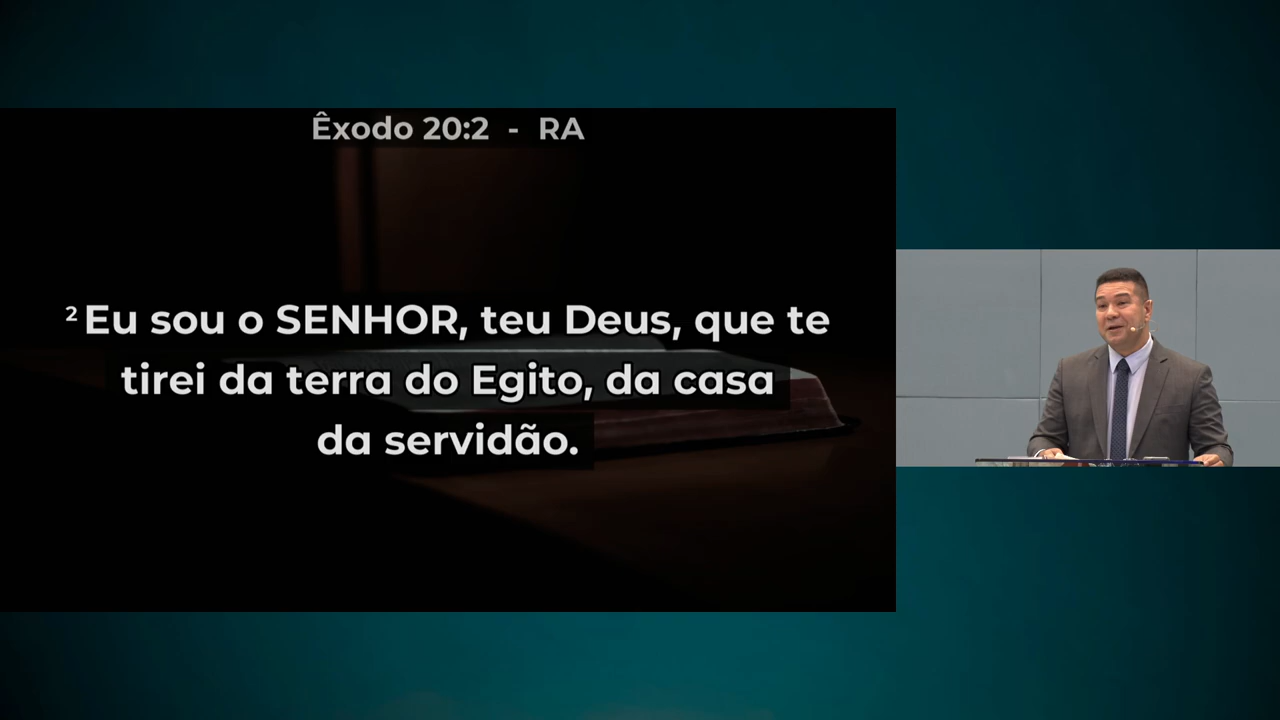 Êxodo 20:2 - RA
2 Eu sou o SENHOR, teu Deus, que te
tirei da terra do Egito, da casa
da servidão.